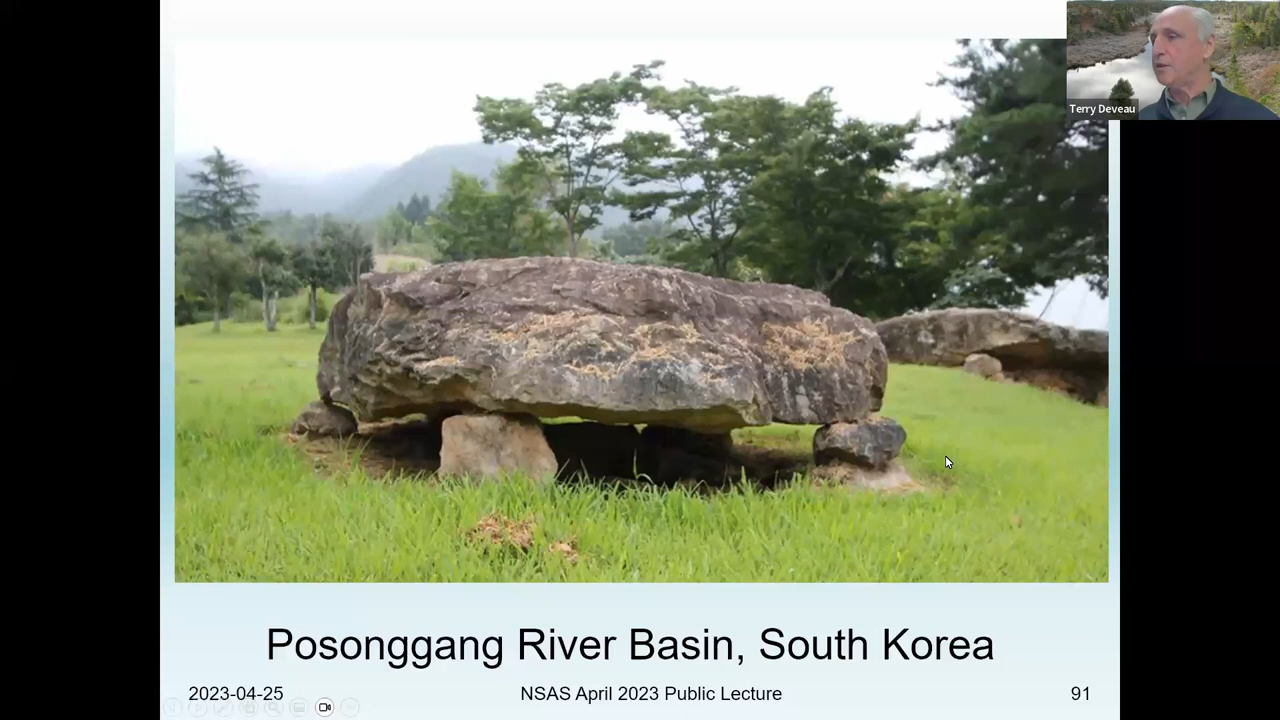 Terry Deveau
Posonggang River Basin, South Korea
2023-04-25 NSAS April 2023 Public Lecture 91